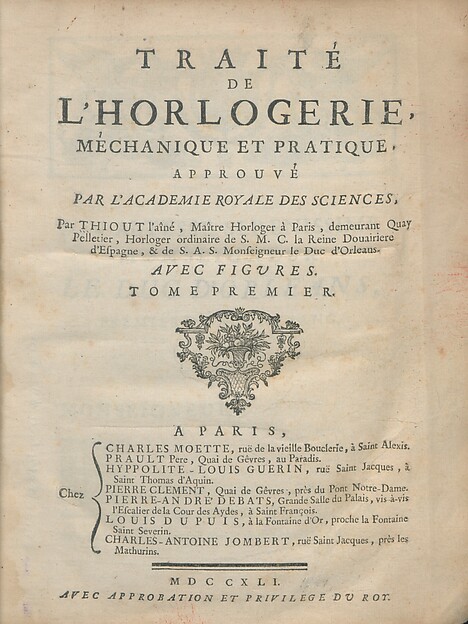 TRAITÉ
DE
L'HORLOGERIE,
MÉCHANIQUE ET PRATIQUE,
APPROUVÉ
PAR L'ACADEMIE ROYALE DES SCIENCES,
Par THIOUT l'aîné, Maître Horloger à Paris, demeurant Quay
Pelletier, Horloger ordinaire de S. M. C. la Reine Douairiere
d'Espagne, & de S. A. S. Monseigneur le Duc d'Orleans.
AVEC FIGVRES.
TOME PREMIER.
A PARIS,
Chez
CHARLES MOETTE, ruë de la vieille Bouclerie, à Saint Alexis.
PRAULT Pere, Quai de Gêvres, au Paradis.
HYPPOLITE-LOUIS GUERIN, ruë Saint Jacques, à
Saint Thomas d'Aquin.
PIERRE CLEMENT, Quai de Gêvres, près du Pont Notre-Dame.
PIERRE-ANDRE DEBATS, Grande Salle du Palais, vis-à-vis
l'Escalier de la Cour des Aydes, à Saint François.
LOUIS DUPUIS, à la Fontaine d'Or, proche la Fontaine
Saint Severin.
CHARLES-ANTOINE JOMBERT, ruë Saint Jacques, près les
Mathurins.
MDCCXLI.
AVEC APPROBATION ET PRIVILEGE DU ROY.